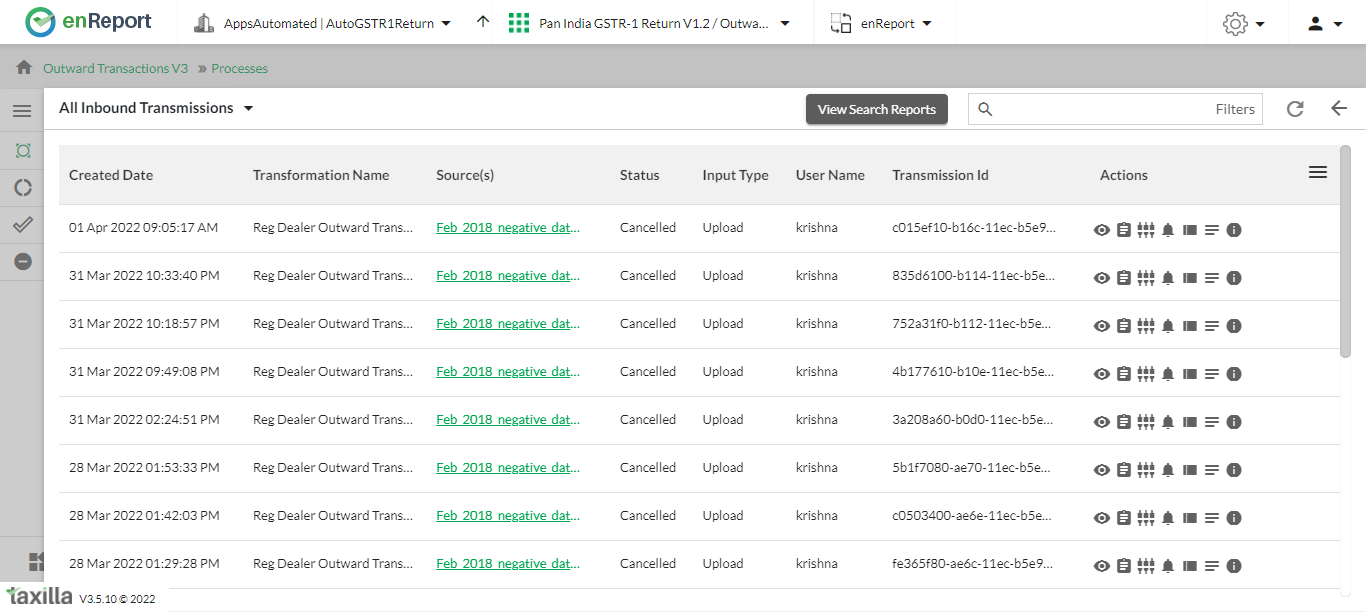 enReport
AppsAutomated | AutoGSTR1Return
Pan India GSTR-1 Return V1.2 / Outwa...
enReport
Outward Transactions V3 » Processes
All Inbound Transmissions
View Search Reports
Filters
Created Date Transformation Name Source(s) Status Input Type User Name Transmission Id Actions
01 Apr 2022 09:05:17 AM Reg Dealer Outward Trans... Feb_2018_negative_dat... Cancelled Upload krishna c015ef10-b16c-11ec-b5e9...
31 Mar 2022 10:33:40 PM Reg Dealer Outward Trans... Feb_2018_negative_dat... Cancelled Upload krishna 835d6100-b114-11ec-b5e...
31 Mar 2022 10:18:57 PM Reg Dealer Outward Trans... Feb_2018_negative_dat... Cancelled Upload krishna 752a31f0-b112-11ec-b5e...
31 Mar 2022 09:49:08 PM Reg Dealer Outward Trans... Feb_2018_negative_dat... Cancelled Upload krishna 4b177610-b10e-11ec-b5e...
31 Mar 2022 02:24:51 PM Reg Dealer Outward Trans... Feb_2018_negative_dat... Cancelled Upload krishna 3a208a60-b0d0-11ec-b5e...
28 Mar 2022 01:53:33 PM Reg Dealer Outward Trans... Feb_2018_negative_dat... Cancelled Upload krishna 5b1f7080-ae70-11ec-b5e...
28 Mar 2022 01:42:03 PM Reg Dealer Outward Trans... Feb_2018_negative_dat... Cancelled Upload krishna c0503400-ae6e-11ec-b5e...
28 Mar 2022 01:29:28 PM Reg Dealer Outward Trans... Feb_2018_negative_dat... Cancelled Upload krishna fe365f80-ae6c-11ec-b5e9...
taxilla V3.5.10 © 2022